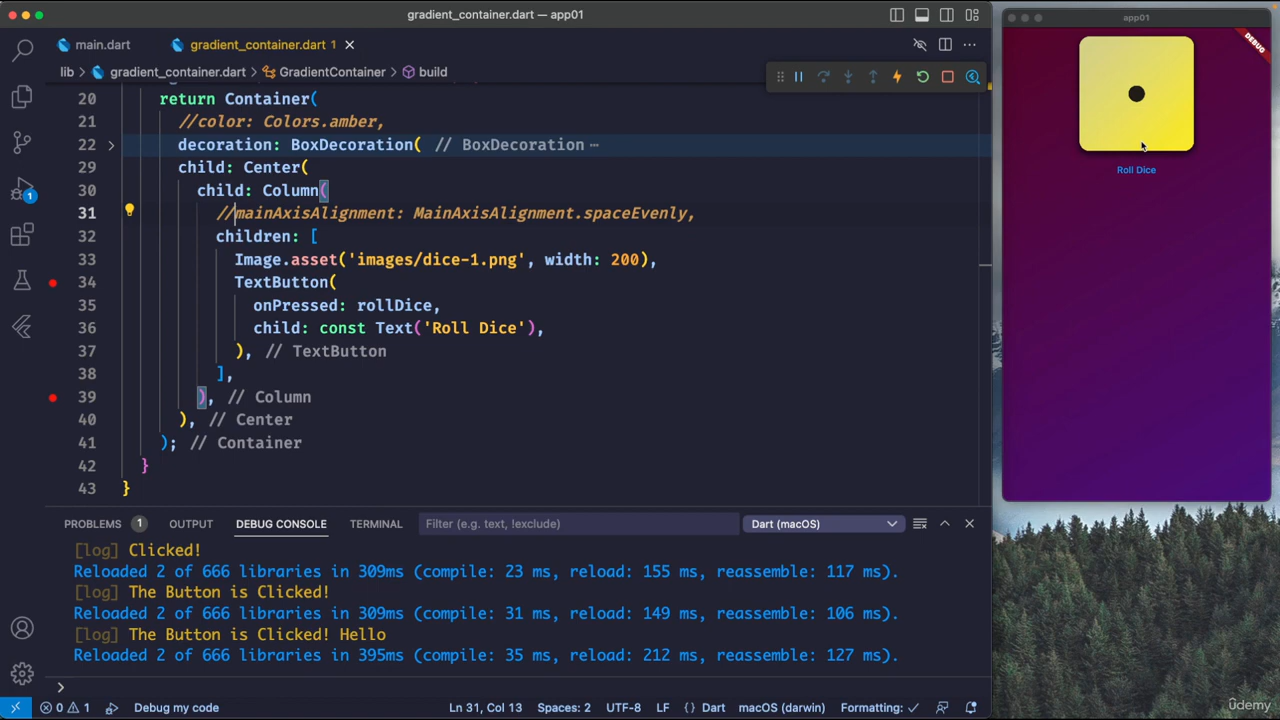 gradient_container.dart — app01
app01
main.dart
gradient_container.dart 1
lib > gradient_container.dart > GradientContainer > build
20 return Container(
21 //color: Colors.amber,
22 decoration: BoxDecoration( // BoxDecoration ⋯
29 child: Center(
30 child: Column(
31 //mainAxisAlignment: MainAxisAlignment.spaceEvenly,
32 children: [
33 Image.asset('images/dice-1.png', width: 200),
34 TextButton(
35 onPressed: rollDice,
36 child: const Text('Roll Dice'),
37 ), // TextButton
38 ],
39 ), // Column
40 ), // Center
41 ); // Container
42 }
43 }
DEBUG
Roll Dice
1
PROBLEMS 1 OUTPUT DEBUG CONSOLE TERMINAL
Filter (e.g. text, !exclude)
Dart (macOS)
[log] Clicked!
Reloaded 2 of 666 libraries in 309ms (compile: 23 ms, reload: 155 ms, reassemble: 117 ms).
[log] The Button is Clicked!
Reloaded 2 of 666 libraries in 309ms (compile: 31 ms, reload: 149 ms, reassemble: 106 ms).
[log] The Button is Clicked! Hello
Reloaded 2 of 666 libraries in 395ms (compile: 35 ms, reload: 212 ms, reassemble: 127 ms).
>
0 1 Debug my code Ln 31, Col 13 Spaces: 2 UTF-8 LF {} Dart macOS (darwin) Formatting: ✓
ûdemy